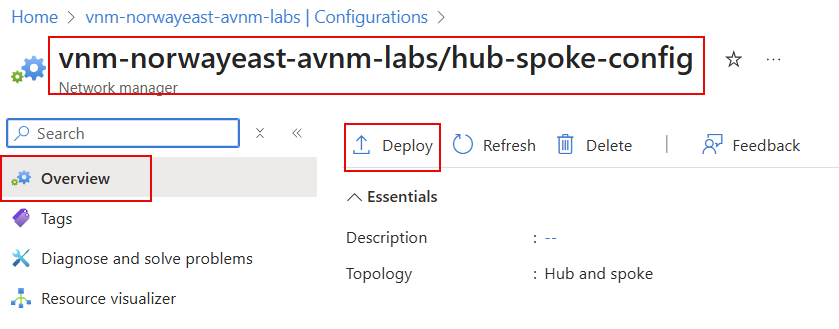 Home > vnm-norwayeast-avnm-labs | Configurations >
vnm-norwayeast-avnm-labs/hub-spoke-config
Network manager
Search
Overview
Tags
Diagnose and solve problems
Resource visualizer
Deploy Refresh Delete | Feedback
Essentials
Description : --
Topology : Hub and spoke